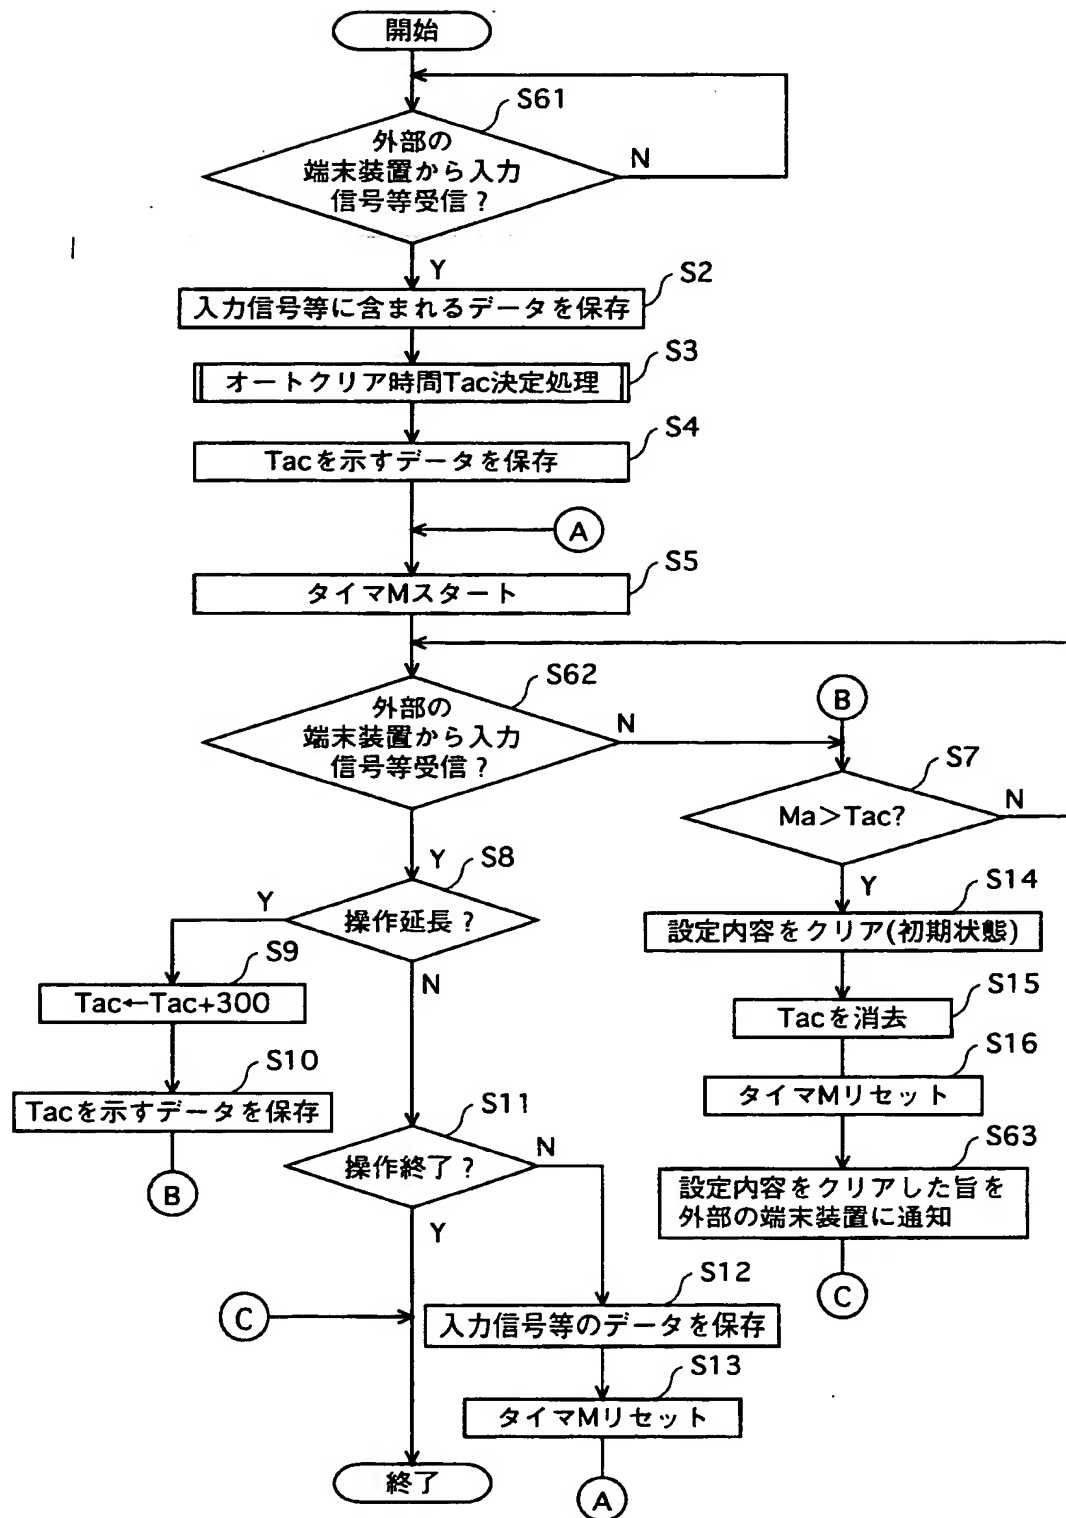 開始
S61
外部の
端末装置から入力
信号等受信？
N
Y
S2
入力信号等に含まれるデータを保存
S3
オートクリア時間Tac決定処理
S4
Tacを示すデータを保存
A
S5
タイマMスタート
S62
外部の
端末装置から入力
信号等受信？
N
B
S7
Ma＞Tac?
N
Y
Y
S8
操作延長？
Y
N
S14
設定内容をクリア(初期状態)
S9
Tac←Tac+300
S15
Tacを消去
S10
Tacを示すデータを保存
S16
タイマMリセット
B
S11
操作終了？
N
Y
S63
設定内容をクリアした旨を
外部の端末装置に通知
C
C
S12
入力信号等のデータを保存
S13
タイマMリセット
終了
A